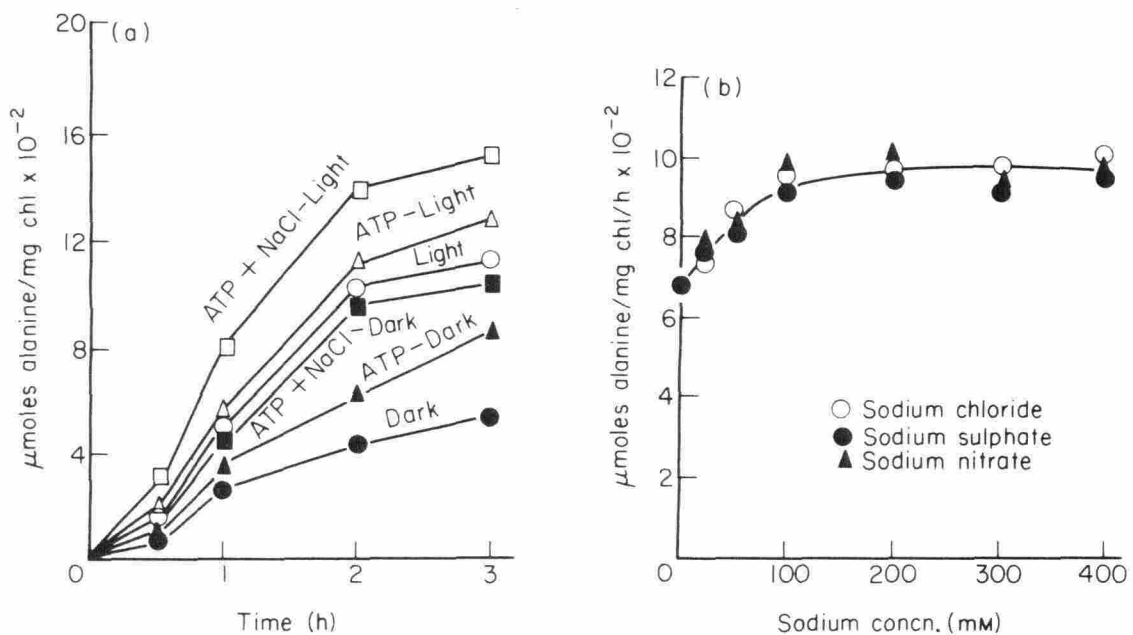 (a)
20
16
12
8
4
0
1
2
3
Time (h)
μmoles alanine/mg chl x 10⁻²
ATP + NaCl-Light
ATP-Light
Light
ATP + NaCl-Dark
ATP-Dark
Dark
(b)
12
10
8
6
4
2
0
100
200
300
400
Sodium concn. (mM)
μmoles alanine/mg chl/h x 10⁻²
Sodium chloride
Sodium sulphate
Sodium nitrate